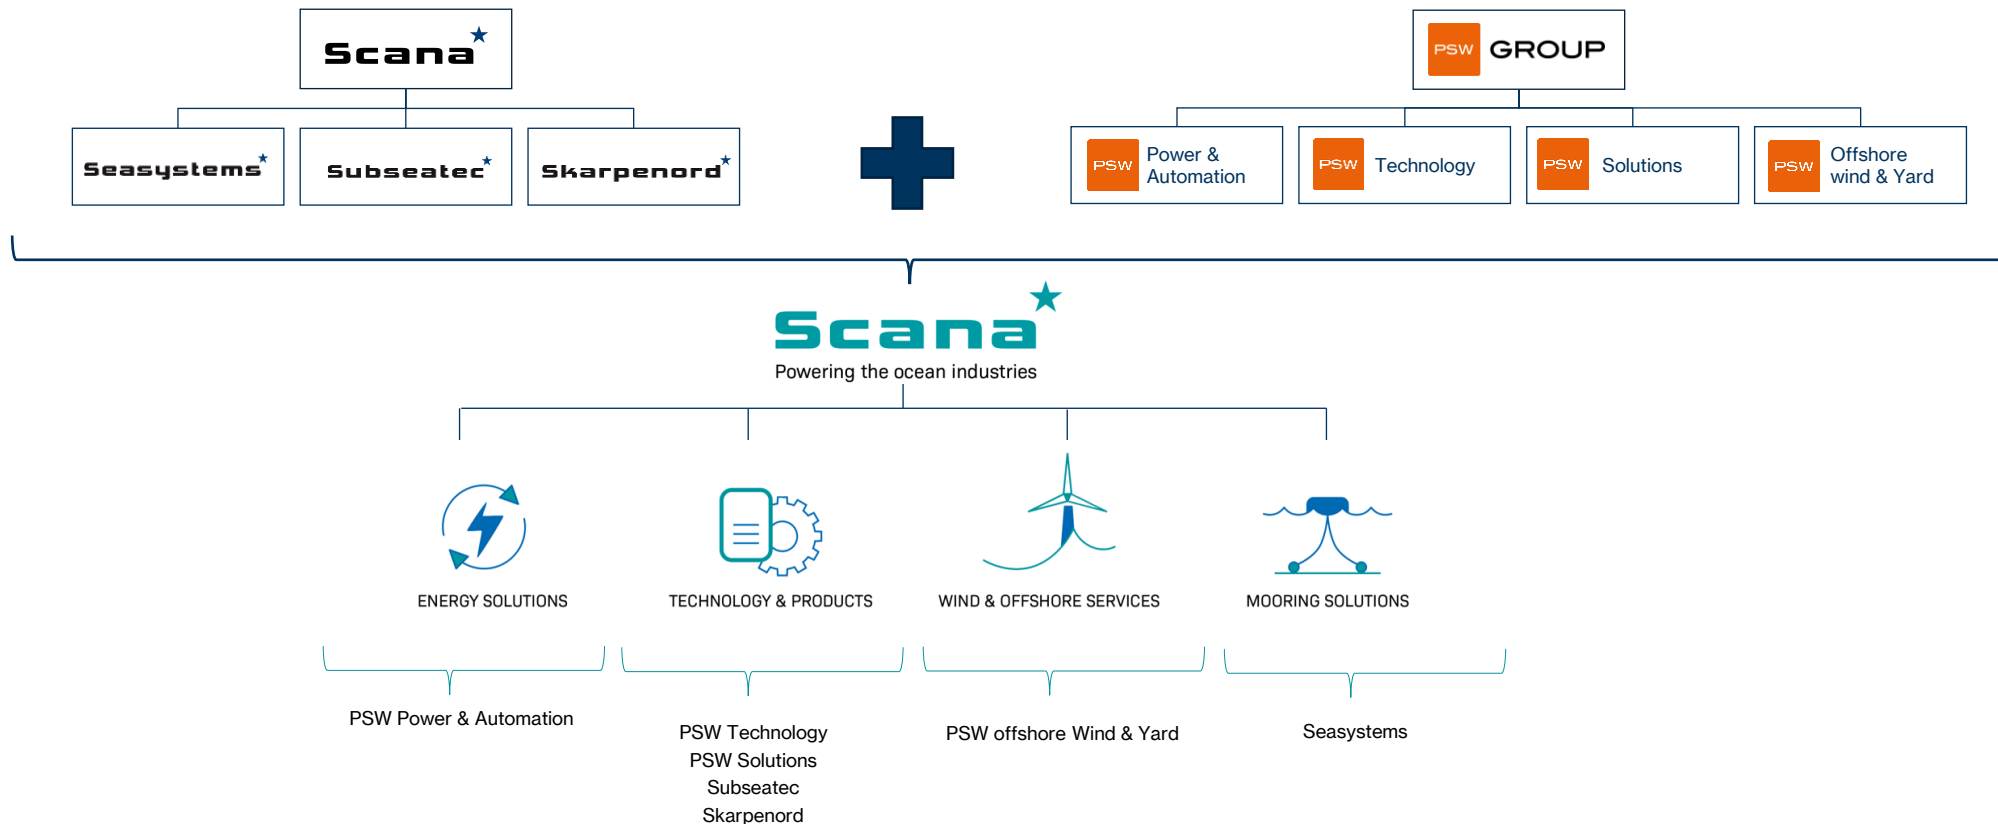 Scana
PSW GROUP
Seasystems
Subseatec
Skarpenord
PSW Power &
Automation
PSW Technology
PSW Solutions
PSW Offshore
wind & Yard
Scana
Powering the ocean industries
ENERGY SOLUTIONS
TECHNOLOGY & PRODUCTS
WIND & OFFSHORE SERVICES
MOORING SOLUTIONS
PSW Power & Automation
PSW Technology
PSW Solutions
Subseatec
Skarpenord
PSW offshore Wind & Yard
Seasystems